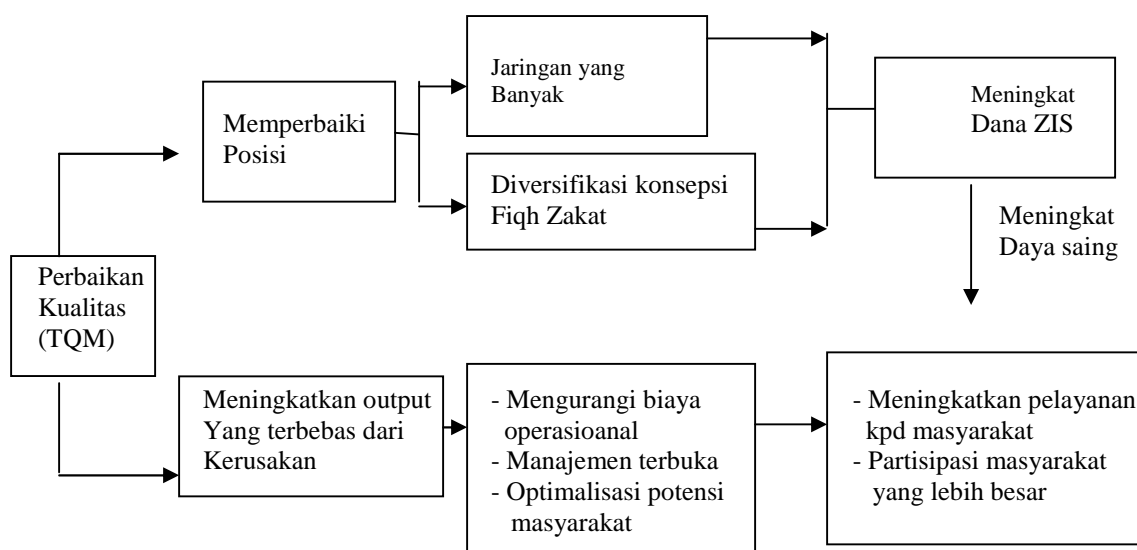 Jaringan yang
Banyak
Memperbaiki
Posisi
Meningkat
Dana ZIS
Diversifikasi konsepsi
Fiqh Zakat
Meningkat
Daya saing
Perbaikan
Kualitas
(TQM)
Meningkatkan output
Yang terbebas dari
Kerusakan
- Mengurangi biaya
operasioanal
- Manajemen terbuka
- Optimalisasi potensi
masyarakat
- Meningkatkan pelayanan
kpd masyarakat
- Partisipasi masyarakat
yang lebih besar